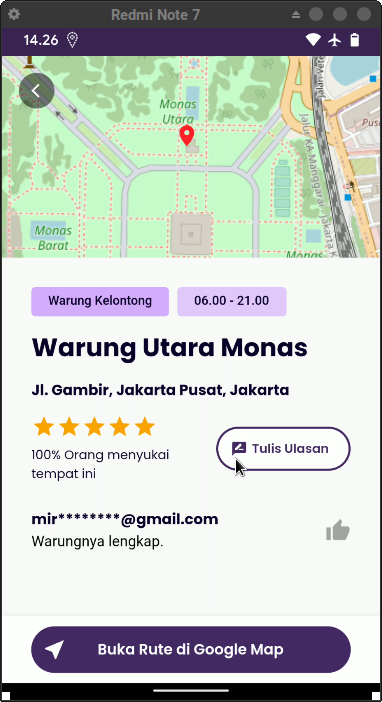 Redmi Note 7
14.26
Monas
Utara
Monas
Barat
Jalur KA Manggarai, Jakarta K
Monas
Warung Kelontong
06.00 - 21.00
Warung Utara Monas
Jl. Gambir, Jakarta Pusat, Jakarta
100% Orang menyukai
tempat ini
Tulis Ulasan
mir********@gmail.com
Warungnya lengkap.
Buka Rute di Google Map